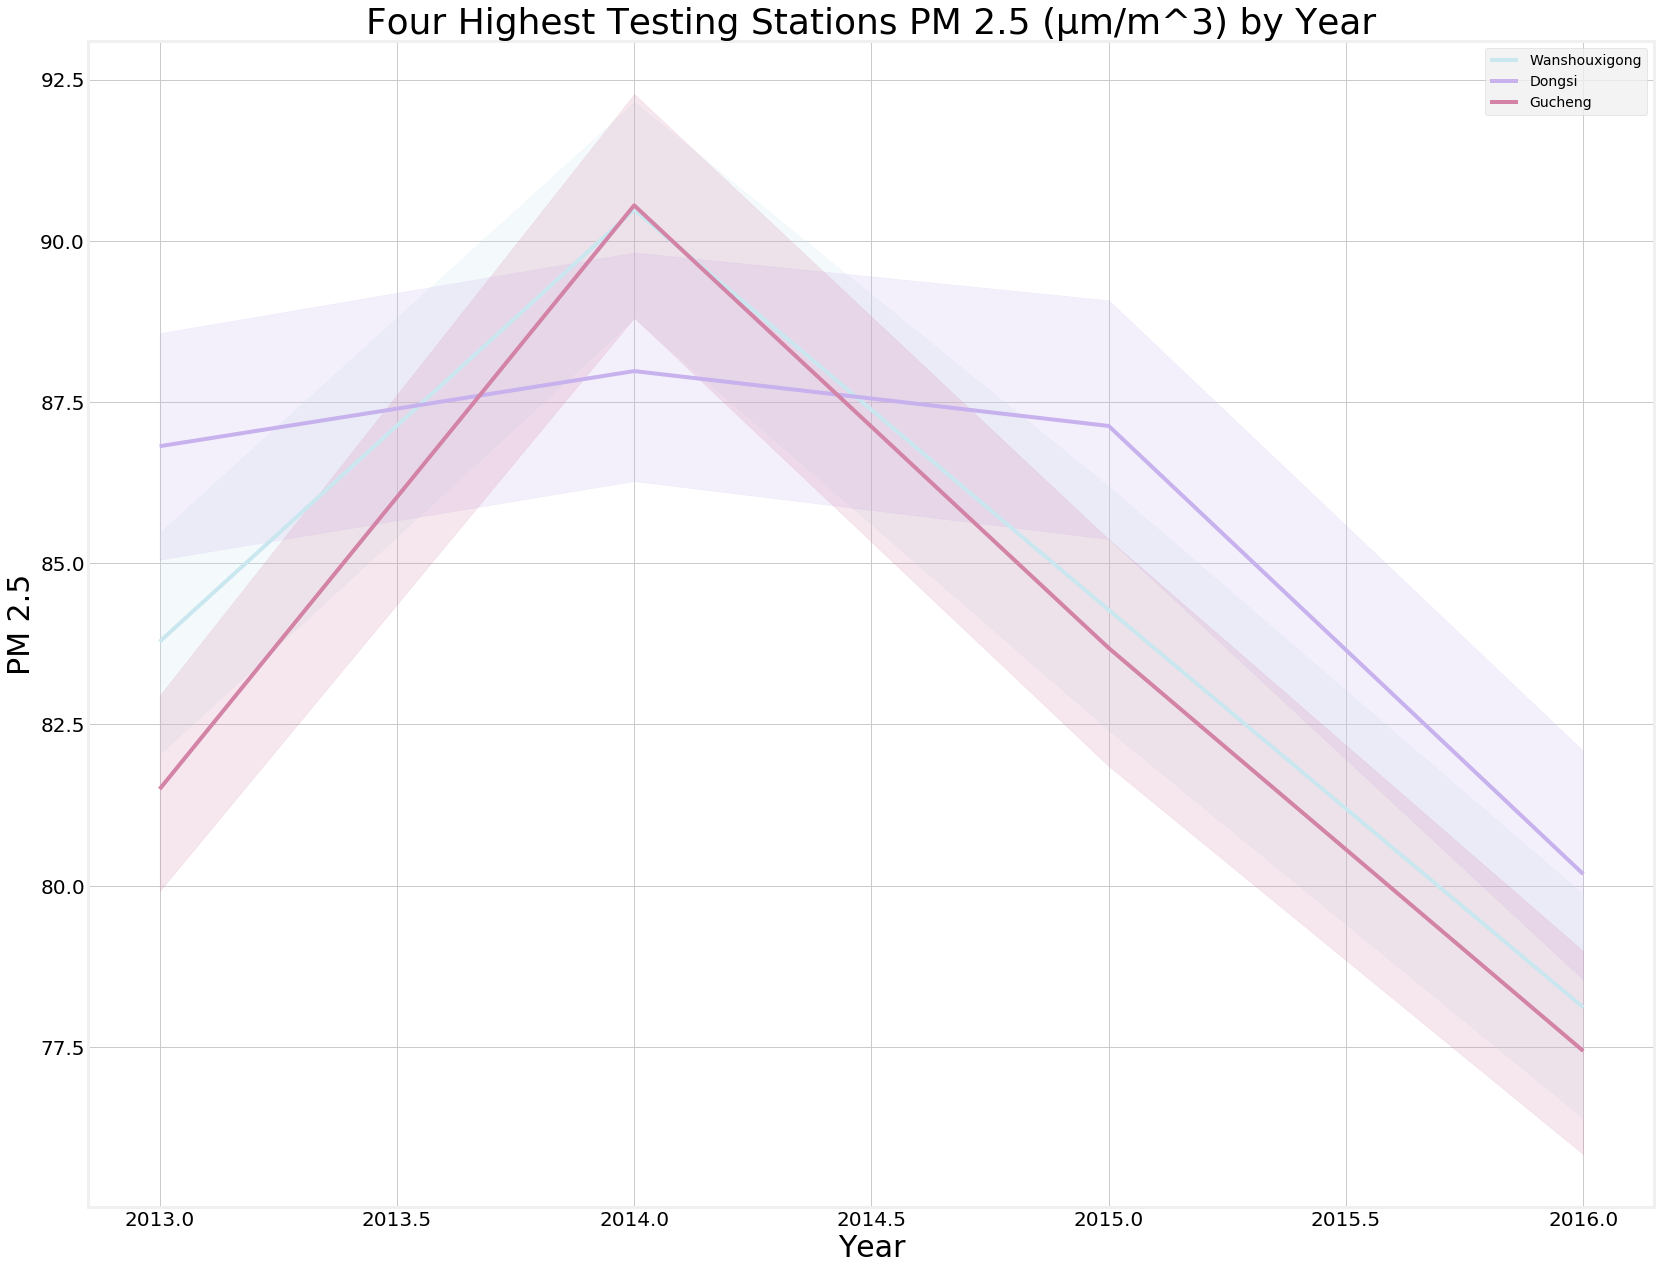 Four Highest Testing Stations PM 2.5 (μm/m^3) by Year
Wanshouxigong
Dongsi
Gucheng
92.5
90.0
87.5
85.0
82.5
80.0
77.5
PM 2.5
2013.0 2013.5 2014.0 2014.5 2015.0 2015.5 2016.0
Year